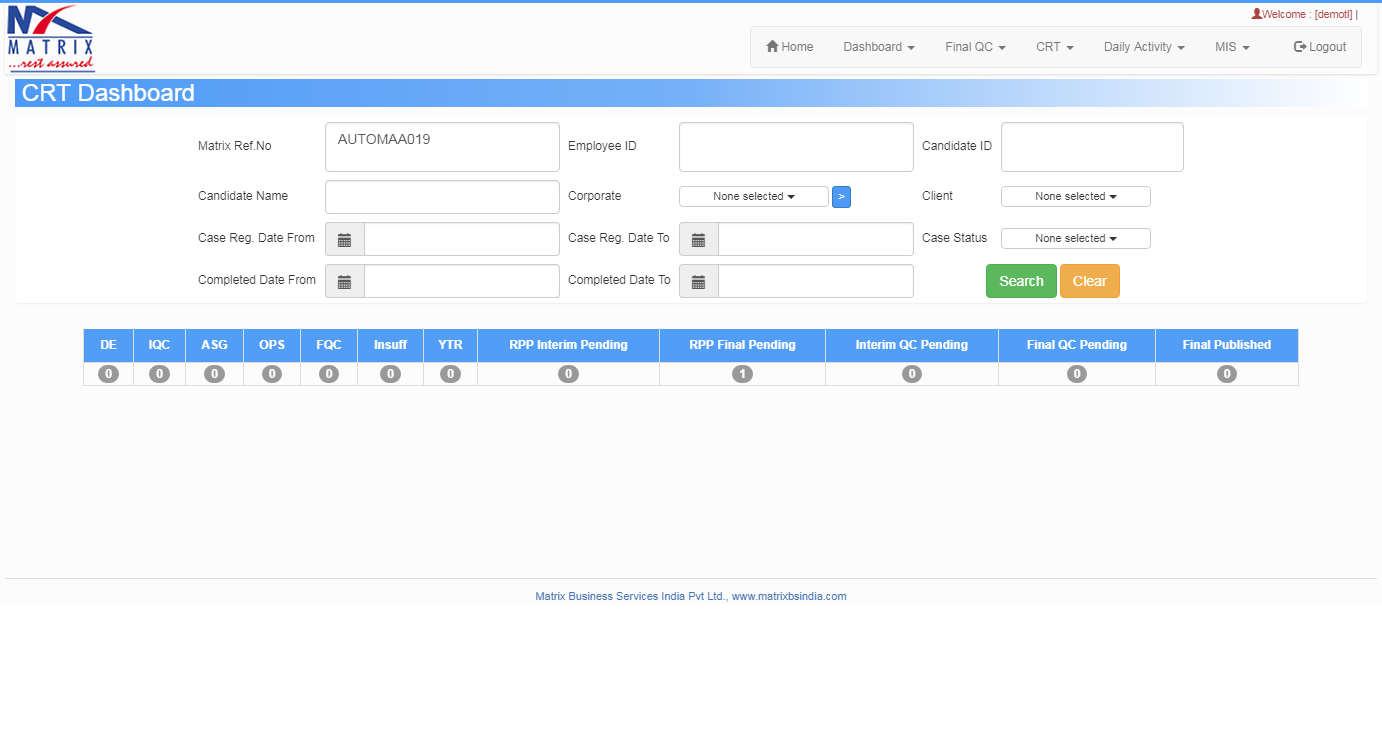 Welcome : [demotl] |
MATRIX
...rest assured
Home Dashboard Final QC CRT Daily Activity MIS Logout
CRT Dashboard
Matrix Ref.No AUTOMAA019 Employee ID Candidate ID
Candidate Name Corporate None selected > Client None selected
Case Reg. Date From Case Reg. Date To Case Status None selected
Completed Date From Completed Date To Search Clear
DE IQC ASG OPS FQC Insuff YTR RPP Interim Pending RPP Final Pending Interim QC Pending Final QC Pending Final Published
0 0 0 0 0 0 0 0 1 0 0 0
Matrix Business Services India Pvt Ltd., www.matrixbsindia.com